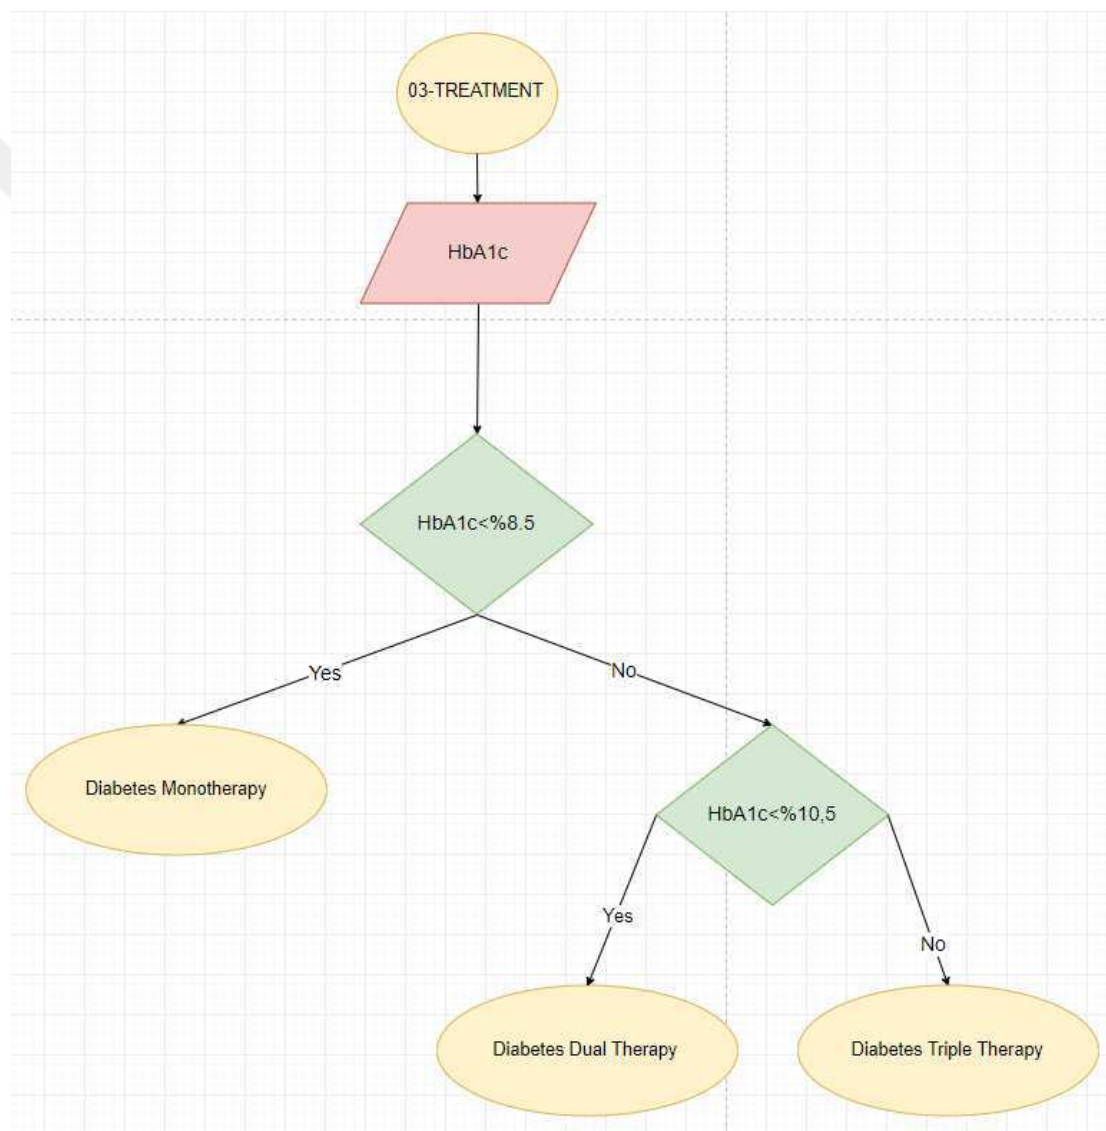 03-TREATMENT
HbA1c
HbA1c<%8.5
Yes
No
Diabetes Monotherapy
HbA1c<%10,5
Yes
No
Diabetes Dual Therapy
Diabetes Triple Therapy